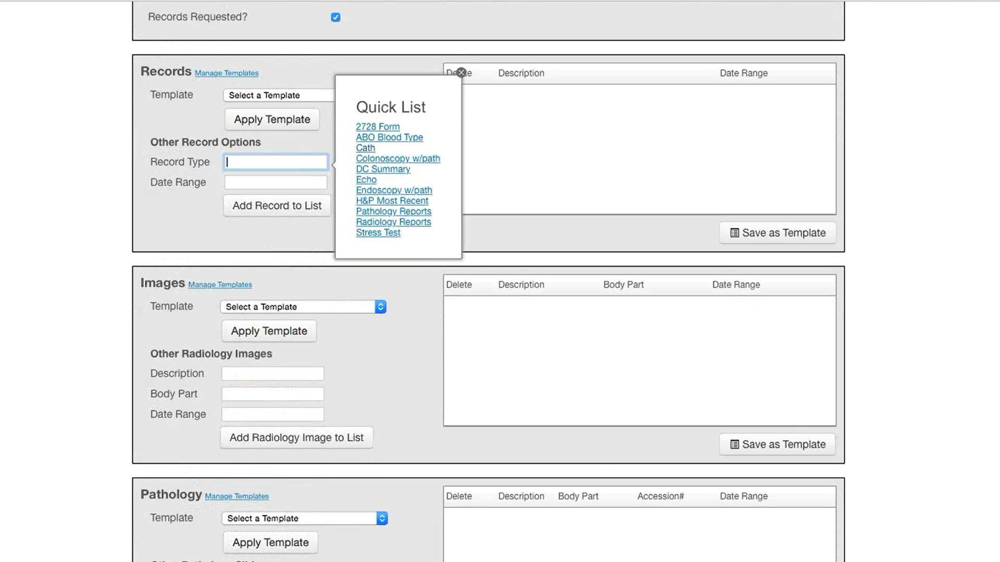 Records Requested?
Records Manage Templates
Delete Description Date Range
Template Select a Template
Apply Template
Other Record Options
Record Type
Date Range
Add Record to List
Quick List
2728 Form
ABO Blood Type
Cath
Colonoscopy w/path
DC Summary
Echo
Endoscopy w/path
H&P Most Recent
Pathology Reports
Radiology Reports
Stress Test
Save as Template
Images Manage Templates
Delete Description Body Part Date Range
Template Select a Template
Apply Template
Other Radiology Images
Description
Body Part
Date Range
Add Radiology Image to List
Save as Template
Pathology Manage Templates
Delete Description Body Part Accession# Date Range
Template Select a Template
Apply Template